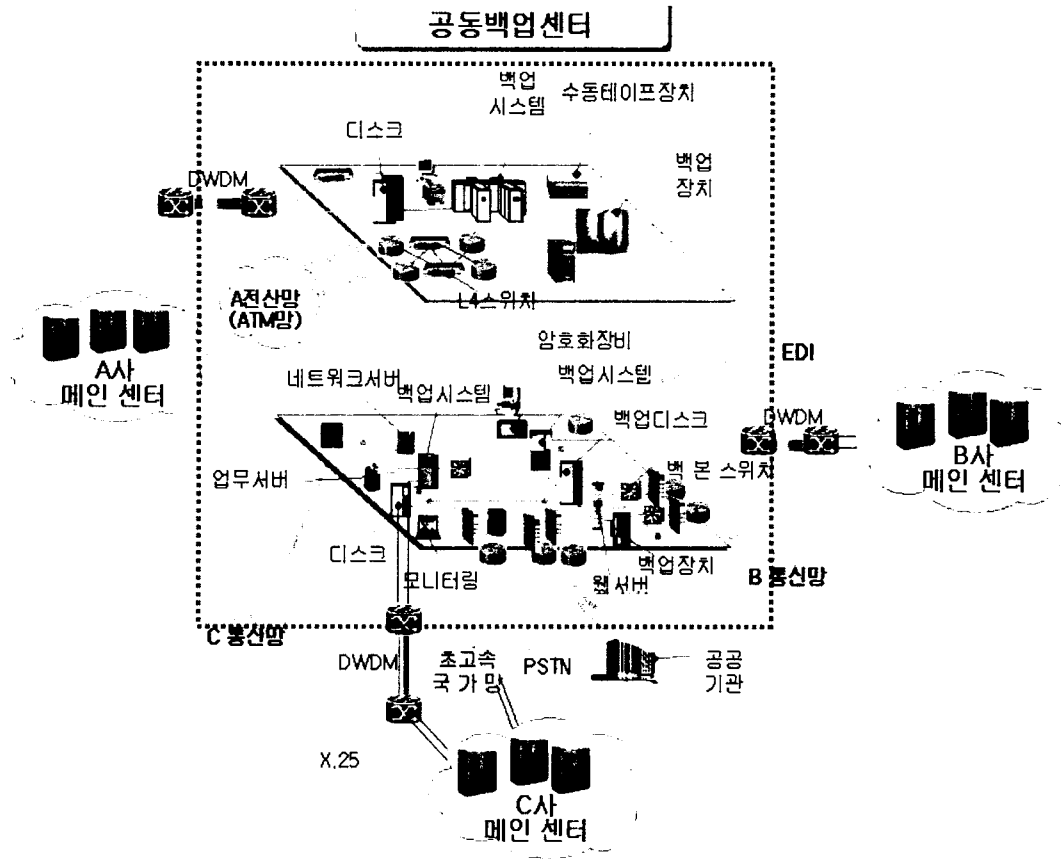 공동백업센터
백업
시스템
수동테이프장치
디스크
백업
장치
DWDM
L4스위치
A전산망
(ATM망)
A사
메인 센터
암호화장비
EDI
네트워크서버
백업시스템
백업시스템
백업디스크
DWDM
B사
메인 센터
업무서버
백 본 스위치
디스크
모니터링
백업장치
웹서버
B 통신망
C 통신망
DWDM
초고속
국 가 망
PSTN
공공
기관
X.25
C사
메인 센터